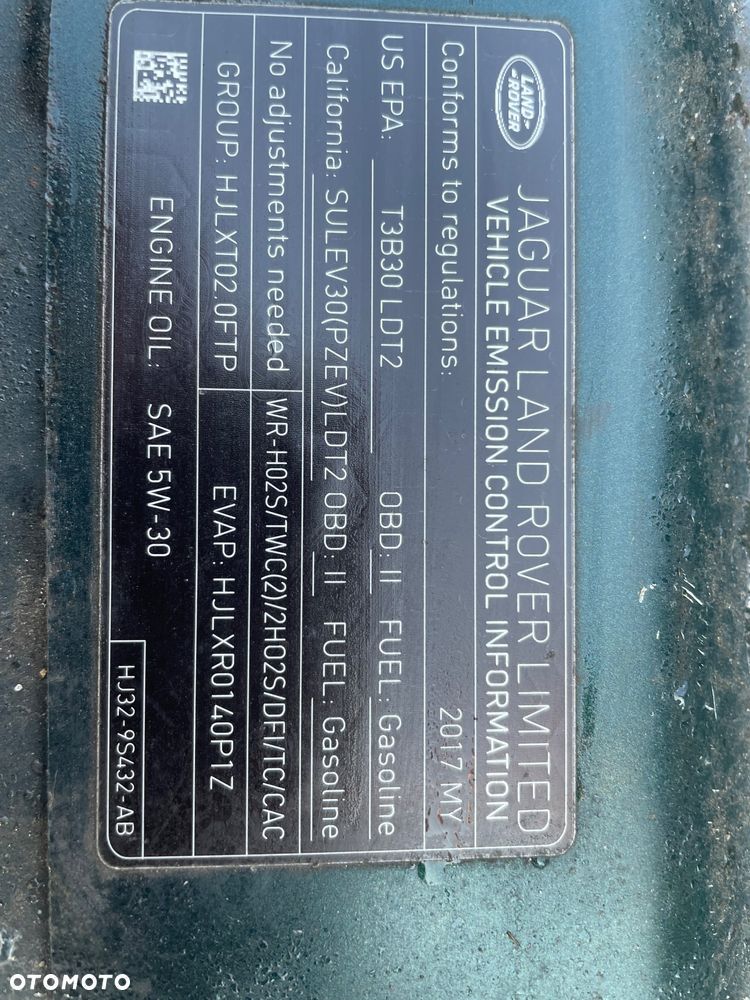 LAND
ROVER
JAGUAR LAND ROVER LIMITED
VEHICLE EMISSION CONTROL INFORMATION
Conforms to regulations: 2017 MY
US EPA: T3B30 LDT2 OBD: II FUEL: Gasoline
California: SULEV30(PZEV)LDT2 OBD: II FUEL: Gasoline
No adjustments needed WR-HO2S/TWC(2)/2HO2S/DFI/TC/CAC
GROUP: HJLXT02.0FTP EVAP: HJLXR0140P1Z
ENGINE OIL: SAE 5W-30
HJ32-9S432-AB
OTOMOTO